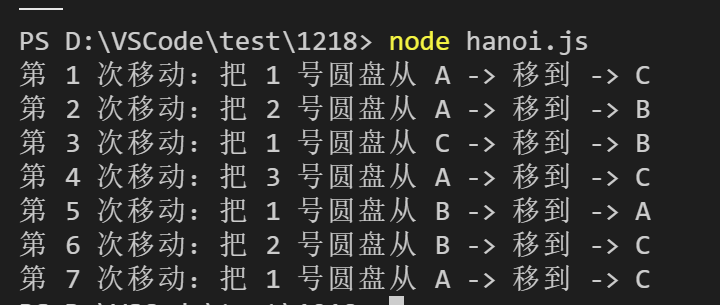 PS D:\VSCode\test\1218> node hanoi.js
第 1 次移动：把 1 号圆盘从 A -> 移到 -> C
第 2 次移动：把 2 号圆盘从 A -> 移到 -> B
第 3 次移动：把 1 号圆盘从 C -> 移到 -> B
第 4 次移动：把 3 号圆盘从 A -> 移到 -> C
第 5 次移动：把 1 号圆盘从 B -> 移到 -> A
第 6 次移动：把 2 号圆盘从 B -> 移到 -> C
第 7 次移动：把 1 号圆盘从 A -> 移到 -> C